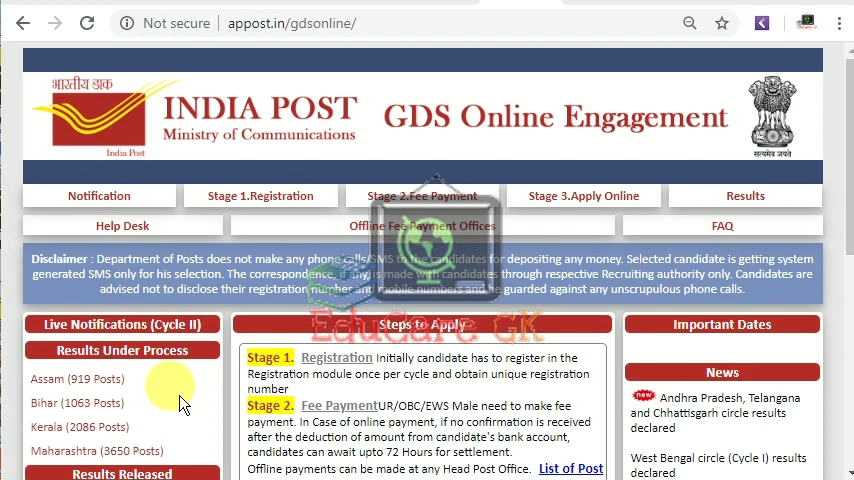 Not secure | appost.in/gdsonline/
भारतीय डाक
India Post
INDIA POST
Ministry of Communications
GDS Online Engagement
सत्यमेव जयते
Notification
Stage 1.Registration
Stage 2.Fee Payment
Stage 3.Apply Online
Results
Help Desk
Offline Fee Payment Offices
FAQ
Disclaimer : Department of Posts does not make any phone calls/SMS to the candidates for depositing any money. Selected candidate is getting system
generated SMS only for his selection. The correspondence, if any, is made with candidates through respective Recruiting authority only. Candidates are
advised not to disclose their registration number and mobile numbers and be guarded against any unscrupulous phone calls.
EduCare GK
Live Notifications (Cycle II)
Results Under Process
Assam (919 Posts)
Bihar (1063 Posts)
Kerala (2086 Posts)
Maharashtra (3650 Posts)
Results Released
Steps to Apply
Stage 1. Registration Initially candidate has to register in the
Registration module once per cycle and obtain unique registration
number
Stage 2. Fee PaymentUR/OBC/EWS Male need to make fee
payment. In Case of online payment, if no confirmation is received
after the deduction of amount from candidate's bank account,
candidates can await upto 72 Hours for settlement.
Offline payments can be made at any Head Post Office. List of Post
Important Dates
News
new Andhra Pradesh, Telangana
and Chhattisgarh circle results
declared
West Bengal circle (Cycle I) results
declared